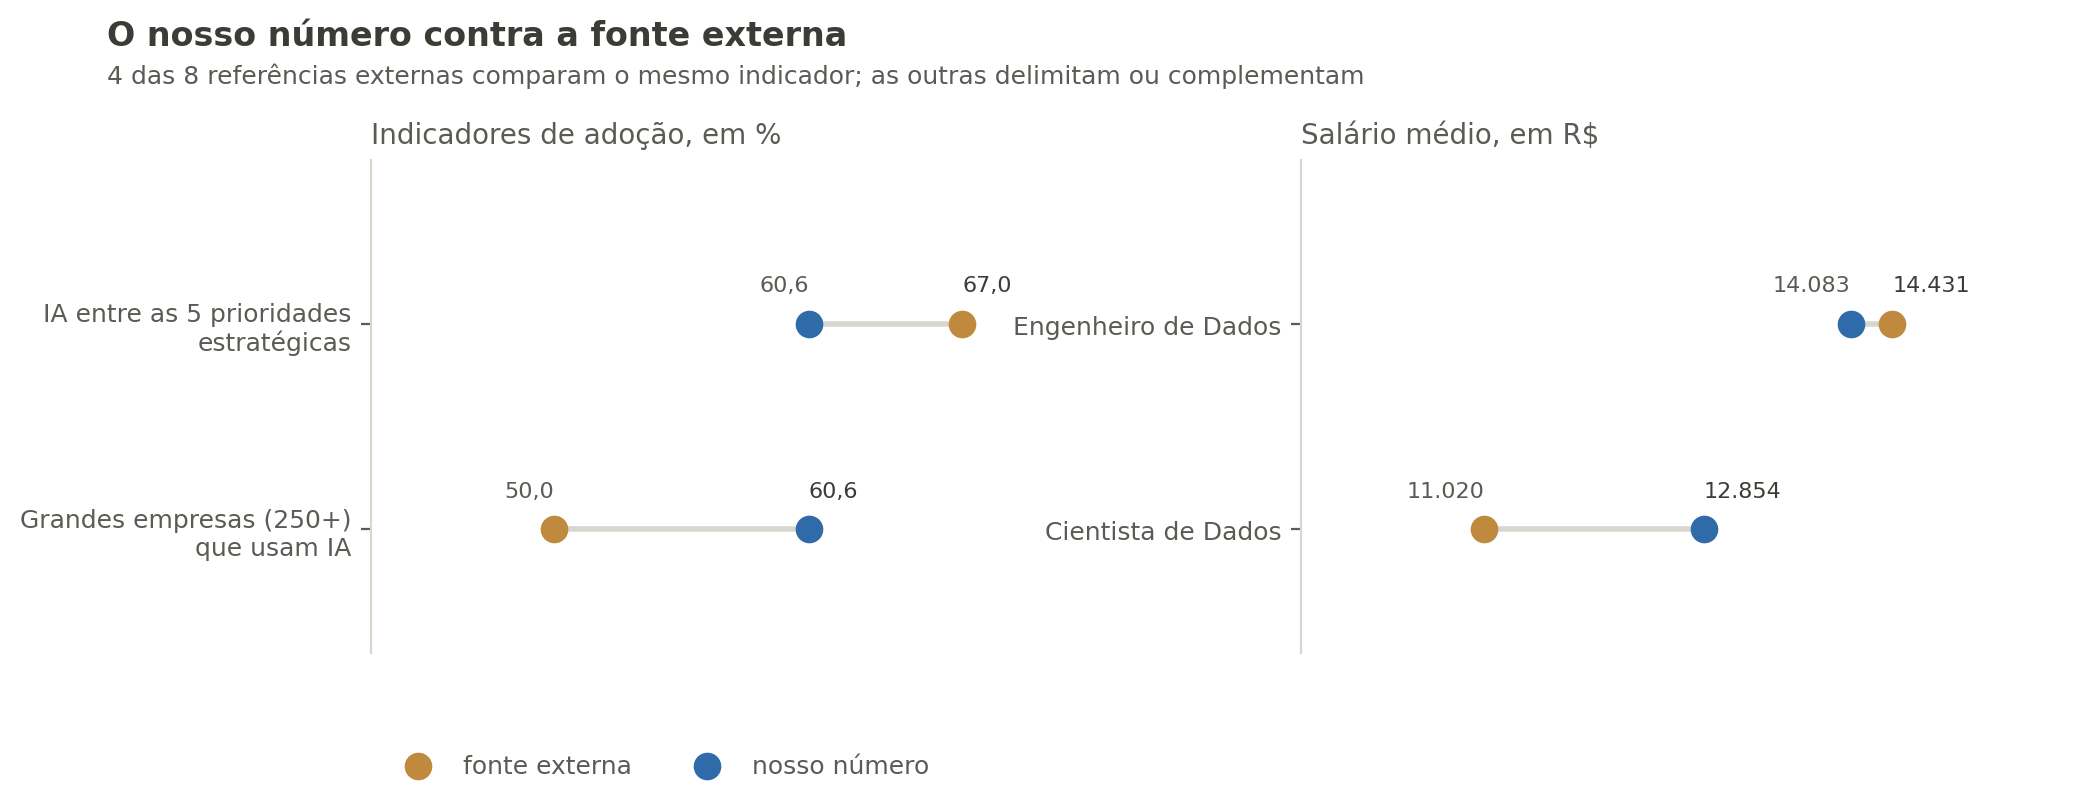 O nosso número contra a fonte externa
4 das 8 referências externas comparam o mesmo indicador; as outras delimitam ou complementam
Indicadores de adoção, em %
60,6
67,0
IA entre as 5 prioridades
estratégicas
50,0
60,6
Grandes empresas (250+)
que usam IA
Salário médio, em R$
14.083
14.431
Engenheiro de Dados
11.020
12.854
Cientista de Dados
fonte externa
nosso número